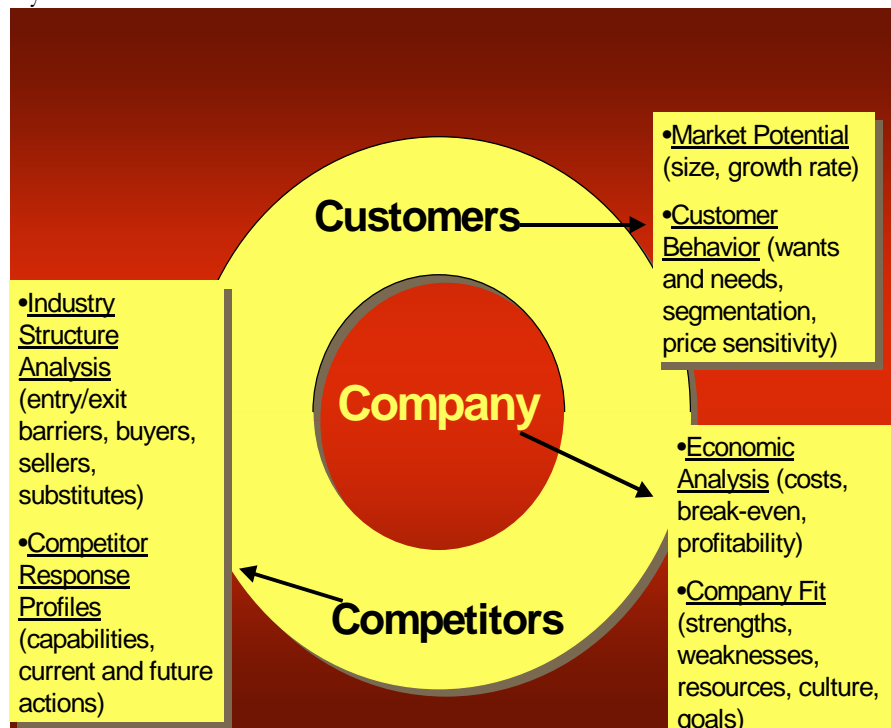 Customers
•Market Potential
(size, growth rate)
•Customer
Behavior (wants
and needs,
segmentation,
price sensitivity)
•Industry
Structure
Analysis
(entry/exit
barriers, buyers,
sellers,
substitutes)
•Competitor
Response
Profiles
(capabilities,
current and future
actions)
Company
•Economic
Analysis (costs,
break-even,
profitability)
•Company Fit
(strengths,
weaknesses,
resources, culture,
goals)
Competitors